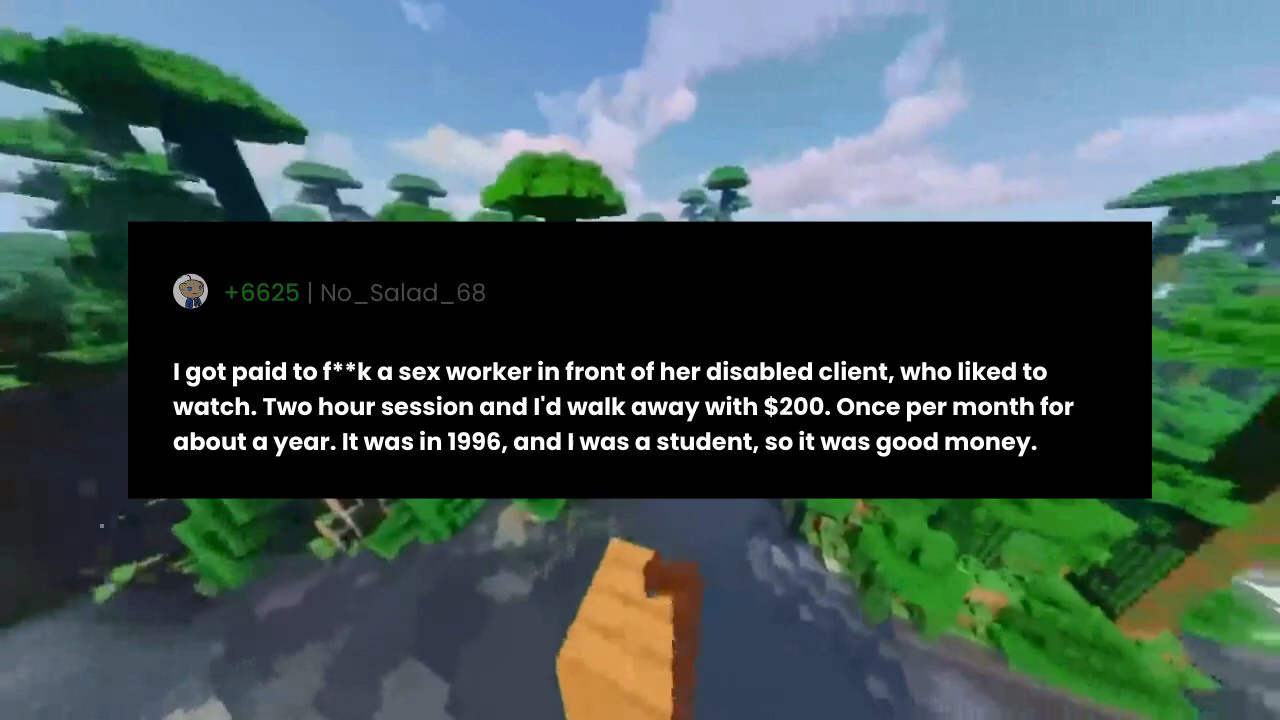 +6625 | No_Salad_68
I got paid to f**k a sex worker in front of her disabled client, who liked to
watch. Two hour session and I'd walk away with $200. Once per month for
about a year. It was in 1996, and I was a student, so it was good money.